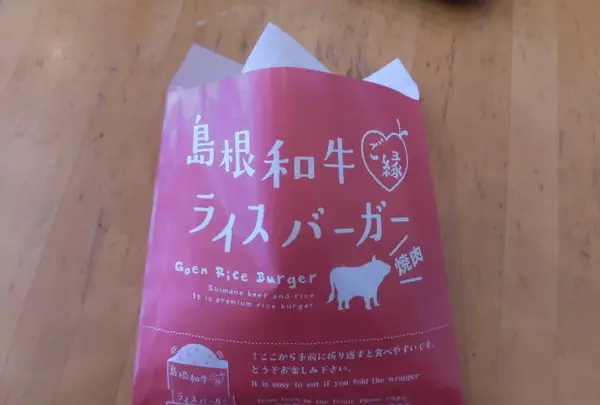 島根和牛
ご縁
ライスバーガー
焼肉
Goen Rice Burger
Shimane beef and rice.
It is premium rice burger.
↑ここから手前に折り返すと食べやすいです。
どうぞお楽しみ下さい。
It is easy to eat if you fold the wrapper
島根和牛
ライスバーガー